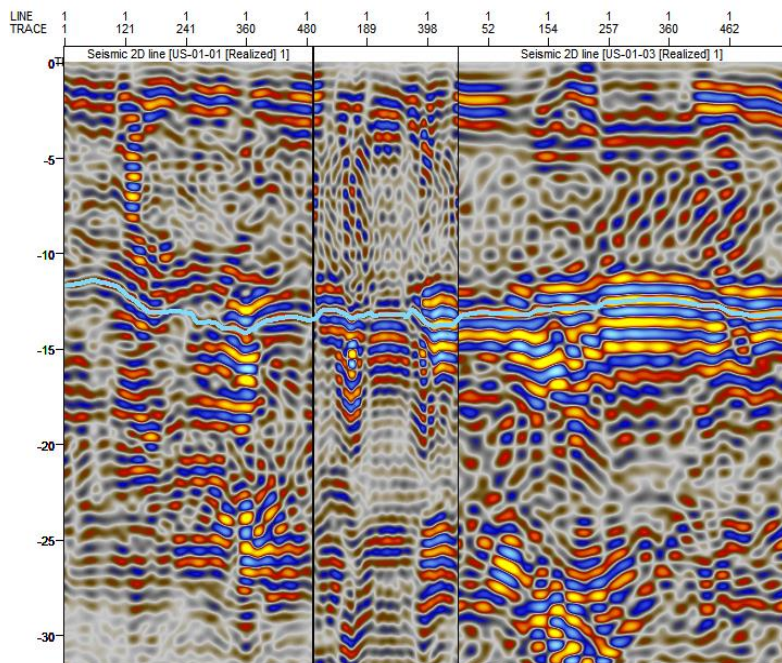 LINE 1 1 1 1 1 1 1 1 1 1 1 1
TRACE 1 121 241 360 480 189 398 52 154 257 360 462
Seismic 2D line [US-01-01 [Realized] 1] Seismic 2D line [US-01-03 [Realized] 1]
0
-5
-10
-15
-20
-25
-30